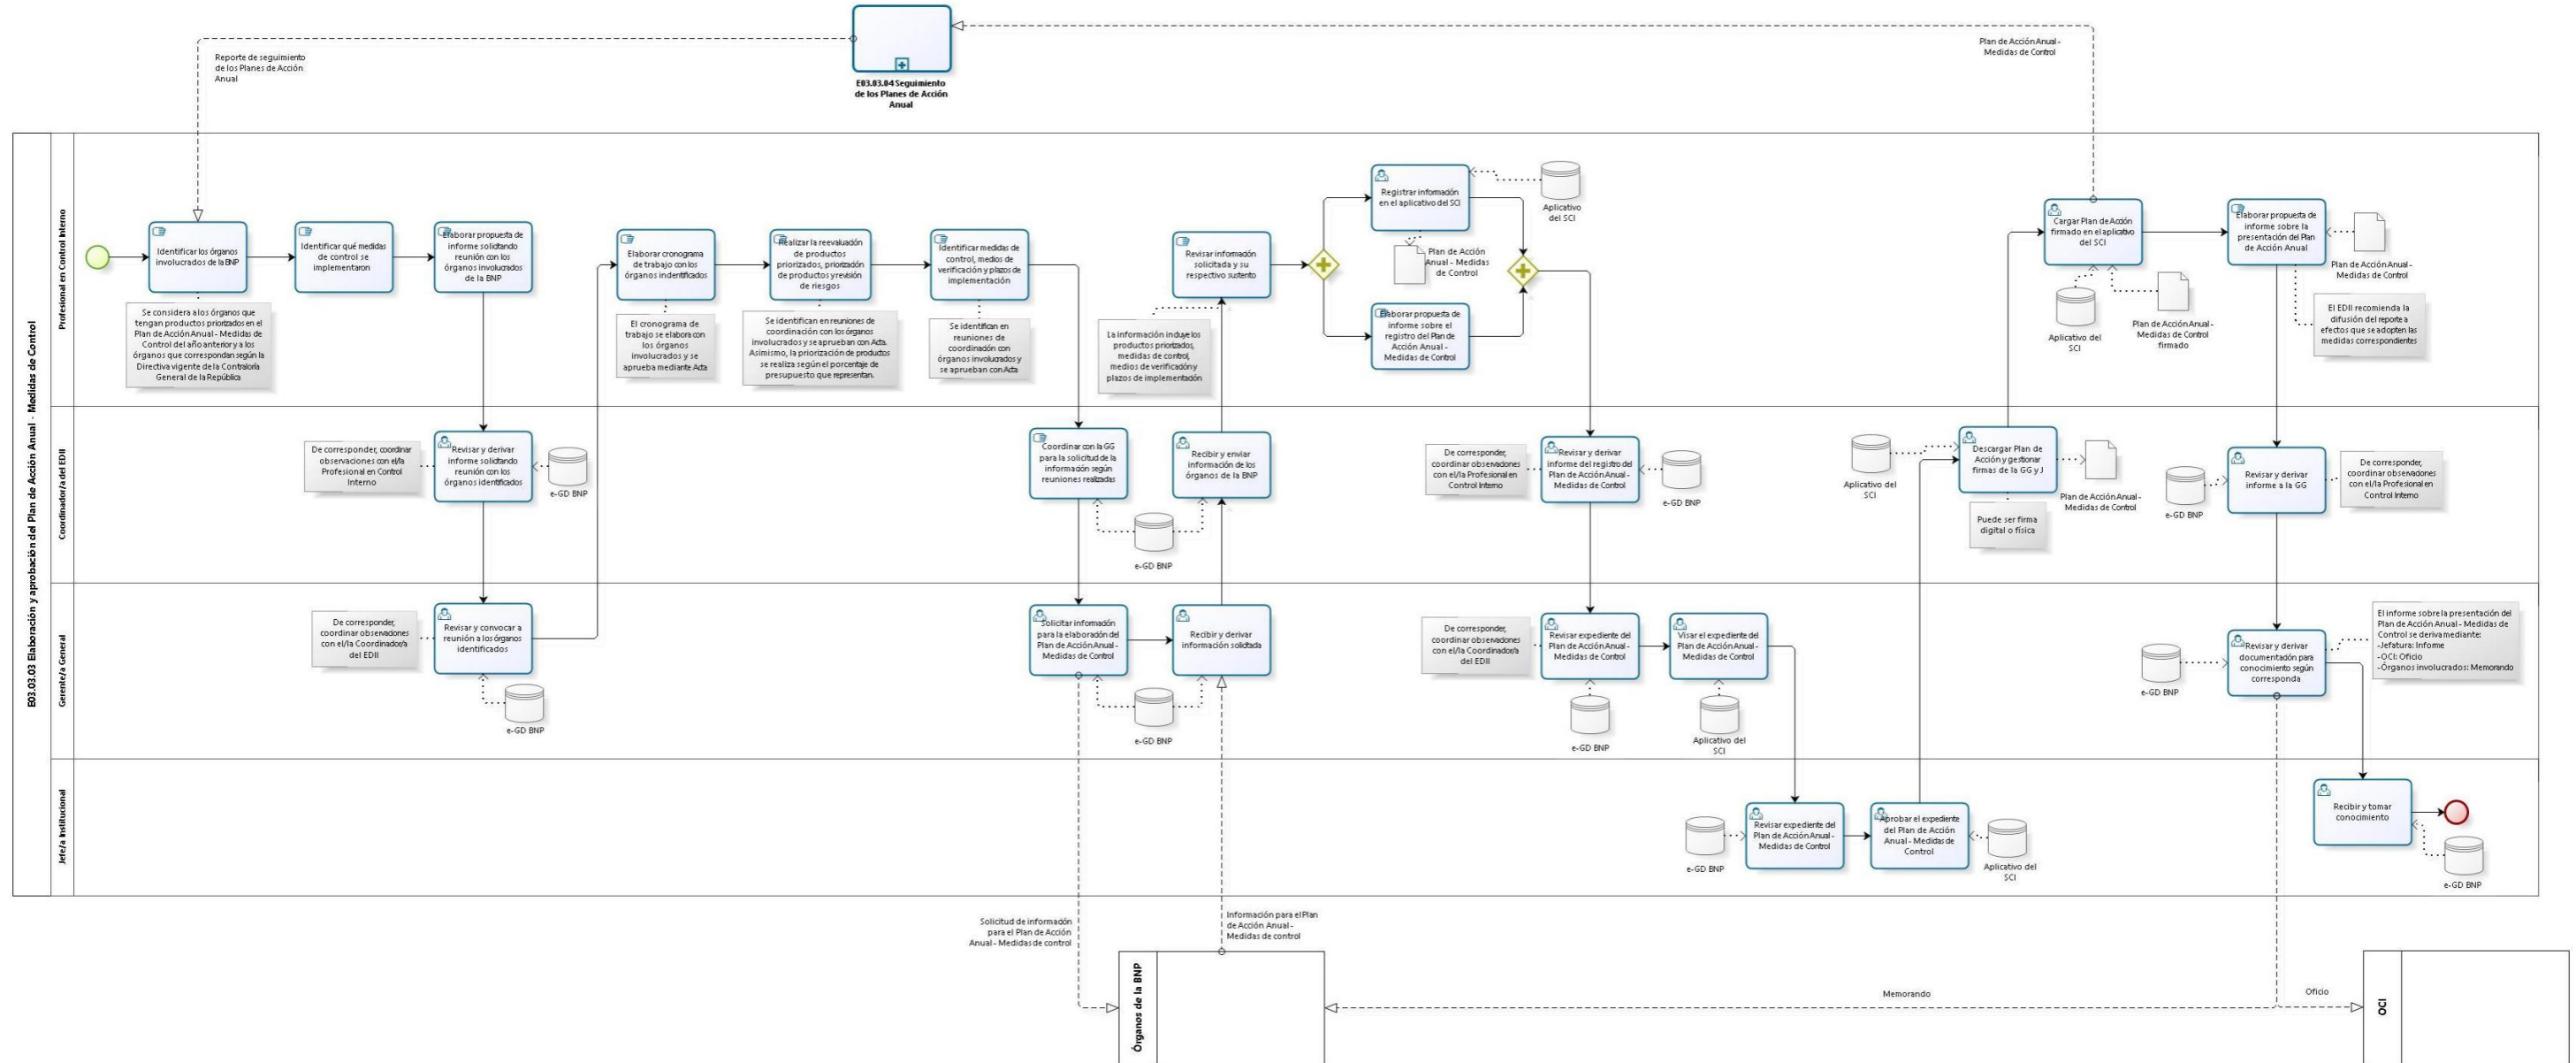 Reporte de seguimiento
de los Planes de Acción
Anual
E03.03.04 Seguimiento
de los Planes de Acción
Anual
Plan de Acción Anual -
Medidas de Control
E03.03.03 Elaboración y aprobación del Plan de Acción Anual - Medidas de Control
Profesional en Control Interno
Identificar los órganos
involucrados de la BNP
Se considera a los órganos que
tengan productos priorizados en el
Plan de Acción Anual - Medidas de
Control del año anterior y a los
órganos que correspondan según la
Directiva vigente de la Contraloría
General de la República
Identificar qué medidas
de control se
implementaron
Elaborar propuesta de
informe solicitando
reunión con los
órganos involucrados
de la BNP
Elaborar cronograma
de trabajo con los
órganos indentificados
El cronograma de
trabajo se elabora con
los órganos
involucrados y se
aprueba mediante Acta
Realizar la reevaluación
de productos
priorizados, priorización
de productos y revisión
de riesgos
Se identifican en reuniones de
coordinación con los órganos
involucrados y se aprueban con Acta.
Asimismo, la priorización de productos
se realiza según el porcentaje de
presupuesto que representan.
Identificar medidas de
control, medios de
verificación y plazos de
implementación
Se identifican en
reuniones de
coordinación con
órganos involucrados y
se aprueban con Acta
Revisar información
solicitada y su
respectivo sustento
La información incluye los
productos priorizados,
medidas de control,
medios de verificación y
plazos de implementación
Registrar información
en el aplicativo del SCI
Aplicativo
del SCI
Plan de Acción
Anual - Medidas
de Control
Elaborar propuesta de
informe sobre el
registro del Plan de
Acción Anual -
Medidas de Control
Cargar Plan de Acción
firmado en el aplicativo
del SCI
Aplicativo del
SCI
Plan de Acción Anual -
Medidas de Control
firmado
Elaborar propuesta de
informe sobre la
presentación del Plan
de Acción Anual
Plan de Acción Anual -
Medidas de Control
El EDII recomienda la
difusión del reporte a
efectos que se adopten las
medidas correspondientes
Coordinador/a del EDII
De corresponder, coordinar
observaciones con el/la
Profesional en Control
Interno
Revisar y derivar
informe solicitando
reunión con los
órganos identificados
e-GD BNP
Coordinar con la GG
para la solicitud de la
información según
reuniones realizadas
Recibir y enviar
información de los
órganos de la BNP
e-GD BNP
De corresponder,
coordinar observaciones
con el/la Profesional en
Control Interno
Revisar y derivar
informe del registro del
Plan de Acción Anual -
Medidas de Control
e-GD BNP
Aplicativo del
SCI
Descargar Plan de
Acción y gestionar
firmas de la GG y J
Puede ser firma
digital o física
Plan de Acción Anual -
Medidas de Control
e-GD BNP
Revisar y derivar
informe a la GG
De corresponder,
coordinar observaciones
con el/la Profesional en
Control Interno
Gerente/a General
De corresponder,
coordinar observaciones
con el/la Coordinador/a
del EDII
Revisar y convocar a
reunión a los órganos
identificados
e-GD BNP
Solicitar información
para la elaboración del
Plan de Acción Anual -
Medidas de Control
Recibir y derivar
información solicitada
e-GD BNP
De corresponder,
coordinar observaciones
con el/la Coordinador/a
del EDII
Revisar expediente del
Plan de Acción Anual -
Medidas de Control
e-GD BNP
Visar el expediente del
Plan de Acción Anual -
Medidas de Control
Aplicativo del
SCI
e-GD BNP
Revisar y derivar
documentación para
conocimiento según
corresponda
El informe sobre la presentación del
Plan de Acción Anual - Medidas de
Control se deriva mediante:
-Jefatura: Informe
-OCI: Oficio
-Órganos involucrados: Memorando
Jefe/a Institucional
e-GD BNP
Revisar expediente del
Plan de Acción Anual -
Medidas de Control
Aprobar el expediente
del Plan de Acción
Anual - Medidas de
Control
Aplicativo del
SCI
Recibir y tomar
conocimiento
e-GD BNP
Solicitud de información
para el Plan de Acción
Anual - Medidas de control
Información para el Plan
de Acción Anual -
Medidas de control
Órganos de la BNP
Memorando
Oficio
OCI